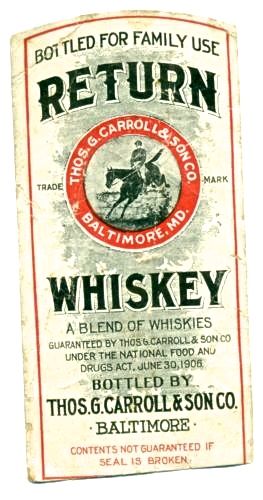 BOTTLED FOR FAMILY USE
RETURN
THOS. G. CARROLL & SON CO.
TRADE MARK
BALTIMORE, MD.
WHISKEY
A BLEND OF WHISKIES
GUARANTEED BY THOS. G. CARROLL & SON CO
UNDER THE NATIONAL FOOD AND
DRUGS ACT, JUNE 30, 1906
BOTTLED BY
THOS. G. CARROLL & SON CO.
· BALTIMORE ·
CONTENTS NOT GUARANTEED IF
SEAL IS BROKEN.